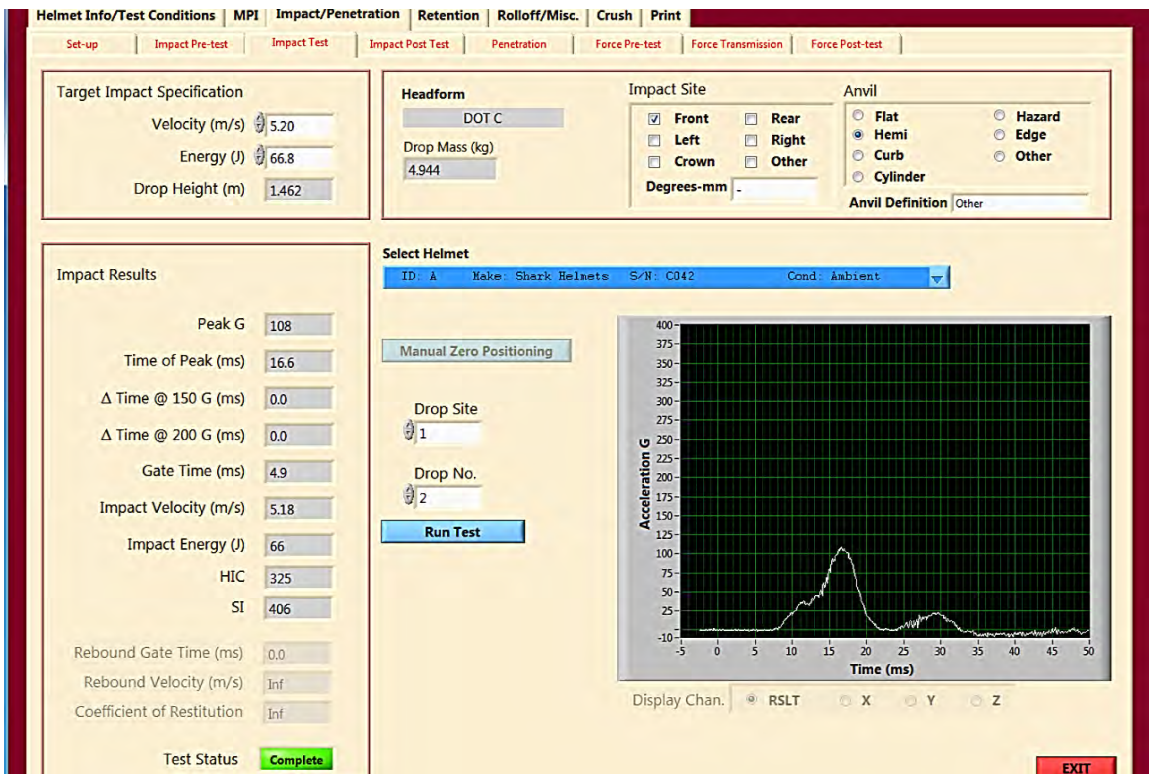 Helmet Info/Test Conditions MPI Impact/Penetration Retention Rolloff/Misc. Crush Print
Set-up Impact Pre-test Impact Test Impact Post Test Penetration Force Pre-test Force Transmission Force Post-test
Target Impact Specification
Velocity (m/s) 5.20
Energy (J) 66.8
Drop Height (m) 1.462
Headform
DOT C
Drop Mass (kg)
4.944
Impact Site
Front Rear
Left Right
Crown Other
Degrees-mm -
Anvil
Flat Hazard
Hemi Edge
Curb Other
Cylinder
Anvil Definition Other
Impact Results
Peak G 108
Time of Peak (ms) 16.6
Δ Time @ 150 G (ms) 0.0
Δ Time @ 200 G (ms) 0.0
Gate Time (ms) 4.9
Impact Velocity (m/s) 5.18
Impact Energy (J) 66
HIC 325
SI 406
Rebound Gate Time (ms) 0.0
Rebound Velocity (m/s) Inf
Coefficient of Restitution Inf
Test Status Complete
Select Helmet
ID: A Make: Shark Helmets S/N: C042 Cond: Ambient
Manual Zero Positioning
Drop Site
1
Drop No.
2
Run Test
Acceleration G
400
375
350
325
300
275
250
225
200
175
150
125
100
75
50
25
-10
-5 0 5 10 15 20 25 30 35 40 45 50
Time (ms)
Display Chan. RSLT X Y Z
EXIT